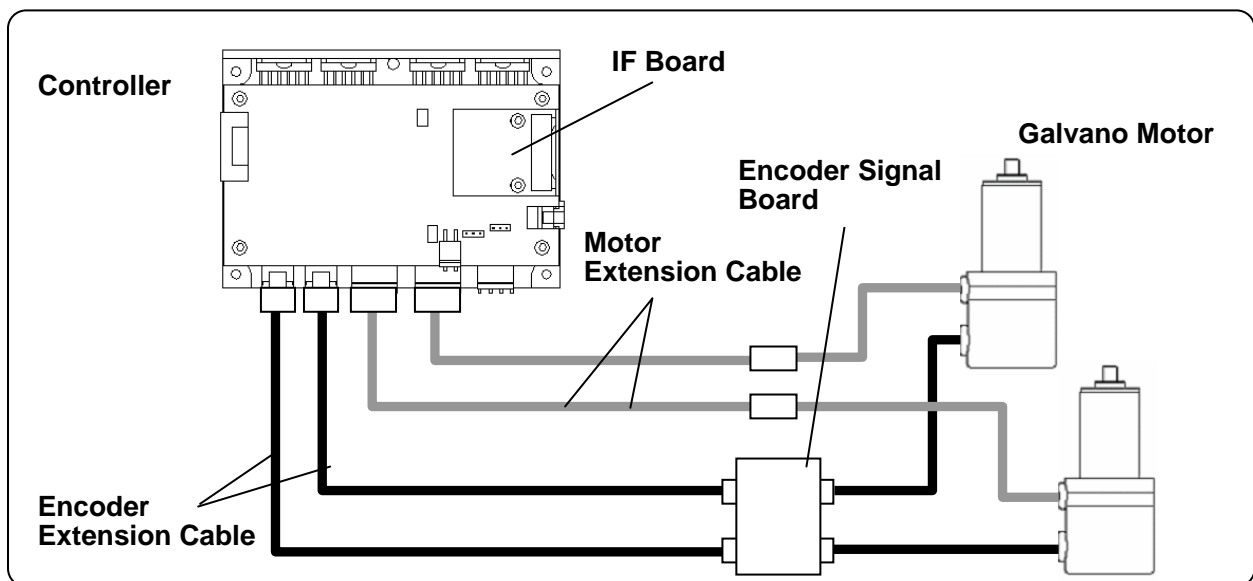 Controller
IF Board
Galvano Motor
Encoder Signal
Board
Motor
Extension Cable
Encoder
Extension Cable